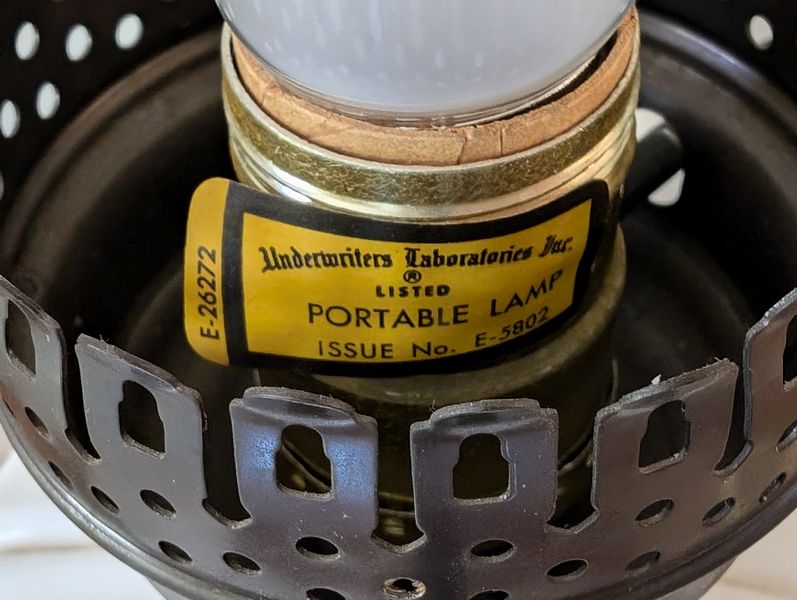 Underwriters Laboratories Inc.
®
LISTED
PORTABLE LAMP
ISSUE No. E-5802
E-26272